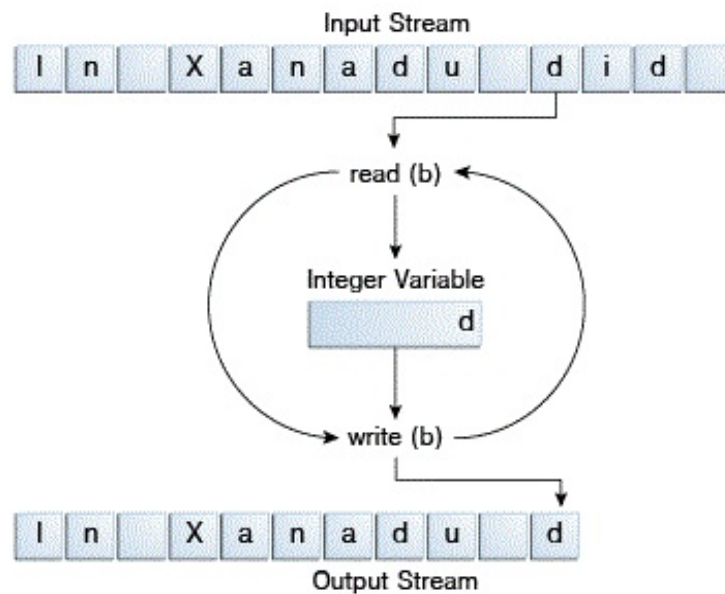 Input Stream
I n X a n a d u d i d
read (b)
Integer Variable
d
write (b)
I n X a n a d u d
Output Stream